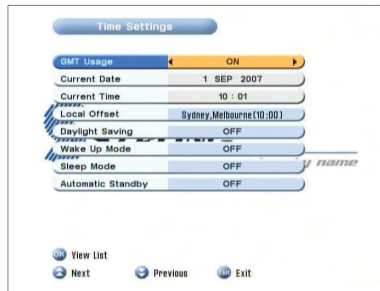 Time Settings
GMT Usage ON
Current Date 1 SEP 2007
Current Time 10 : 01
Local Offset Sydney,Melbourne(10:00)
Daylight Saving OFF
Wake Up Mode OFF
Sleep Mode OFF
name
Automatic Standby OFF
OK View List
Next Previous Exit Exit